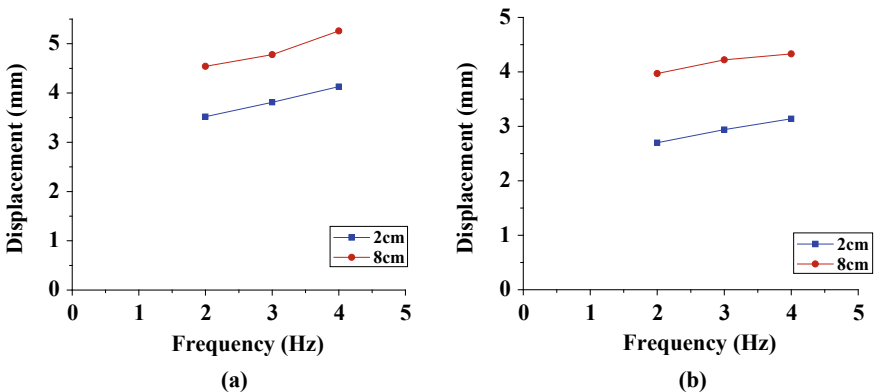 Displacement (mm)
5
4
3
2
1
0
0 1 2 3 4 5
Frequency (Hz)
2cm
8cm
(a)
Displacement (mm)
5
4
3
2
1
0
0 1 2 3 4 5
Frequency (Hz)
2cm
8cm
(b)